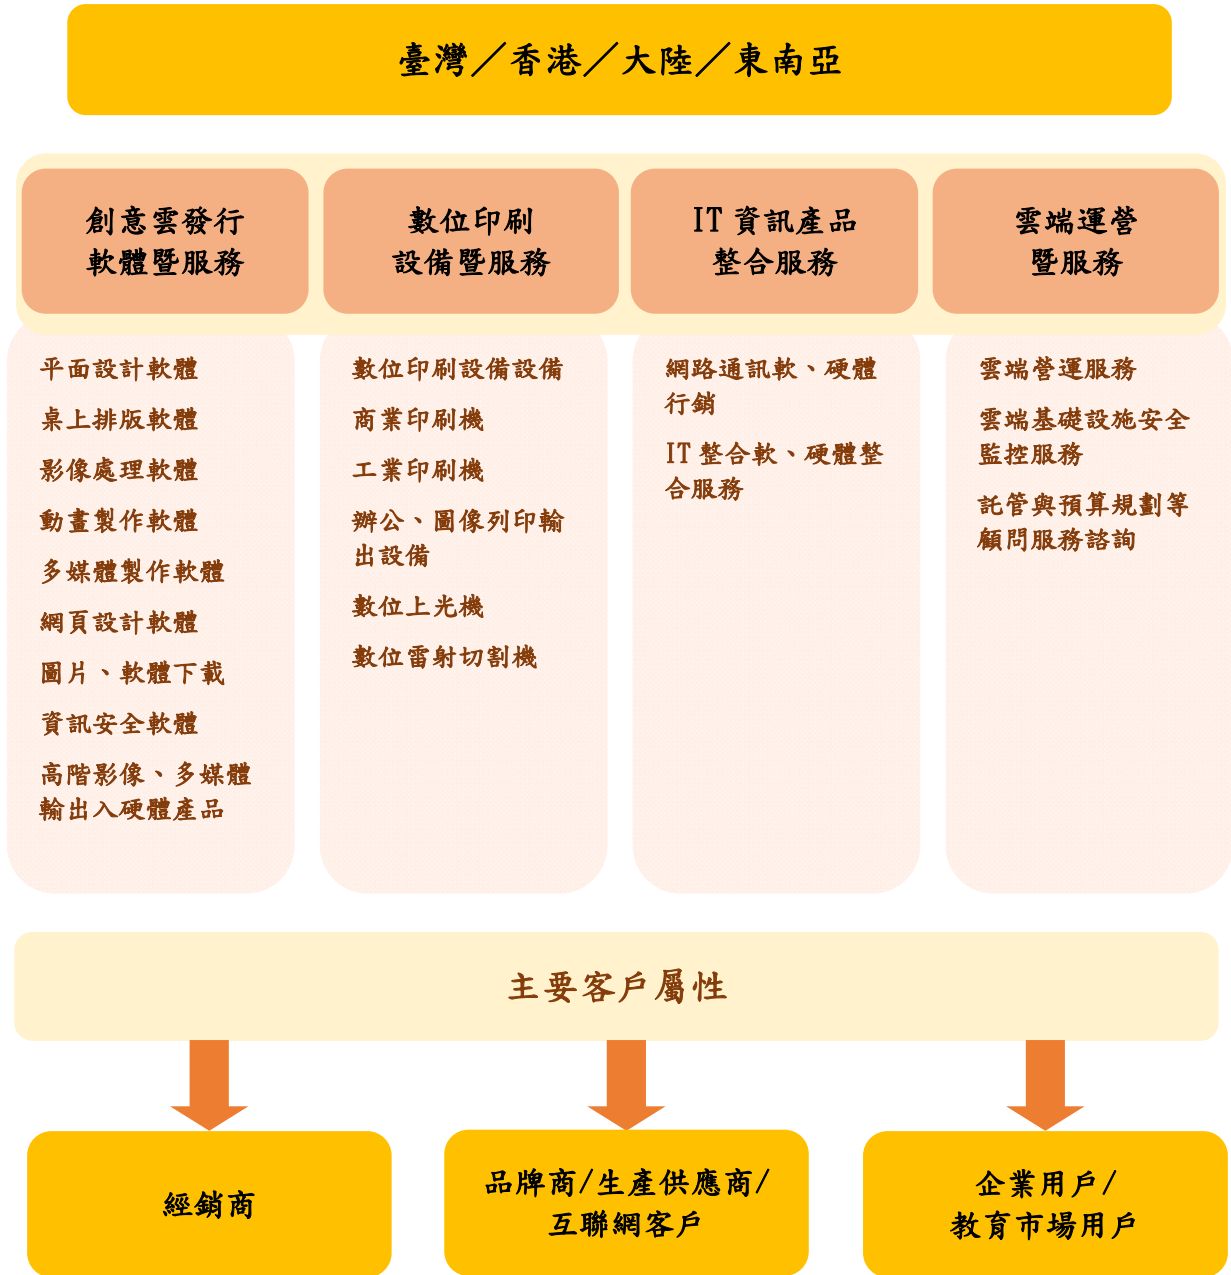 臺灣／香港／大陸／東南亞
創意雲發行
軟體暨服務
數位印刷
設備暨服務
IT 資訊產品
整合服務
雲端運營
暨服務
平面設計軟體
桌上排版軟體
影像處理軟體
動畫製作軟體
多媒體製作軟體
網頁設計軟體
圖片、軟體下載
資訊安全軟體
高階影像、多媒體
輸出入硬體產品
數位印刷設備設備
商業印刷機
工業印刷機
辦公、圖像列印輸
出設備
數位上光機
數位雷射切割機
網路通訊軟、硬體
行銷
IT 整合軟、硬體整
合服務
雲端營運服務
雲端基礎設施安全
監控服務
託管與預算規劃等
顧問服務諮詢
主要客戶屬性
經銷商
品牌商/生產供應商/
互聯網客戶
企業用戶/
教育市場用戶